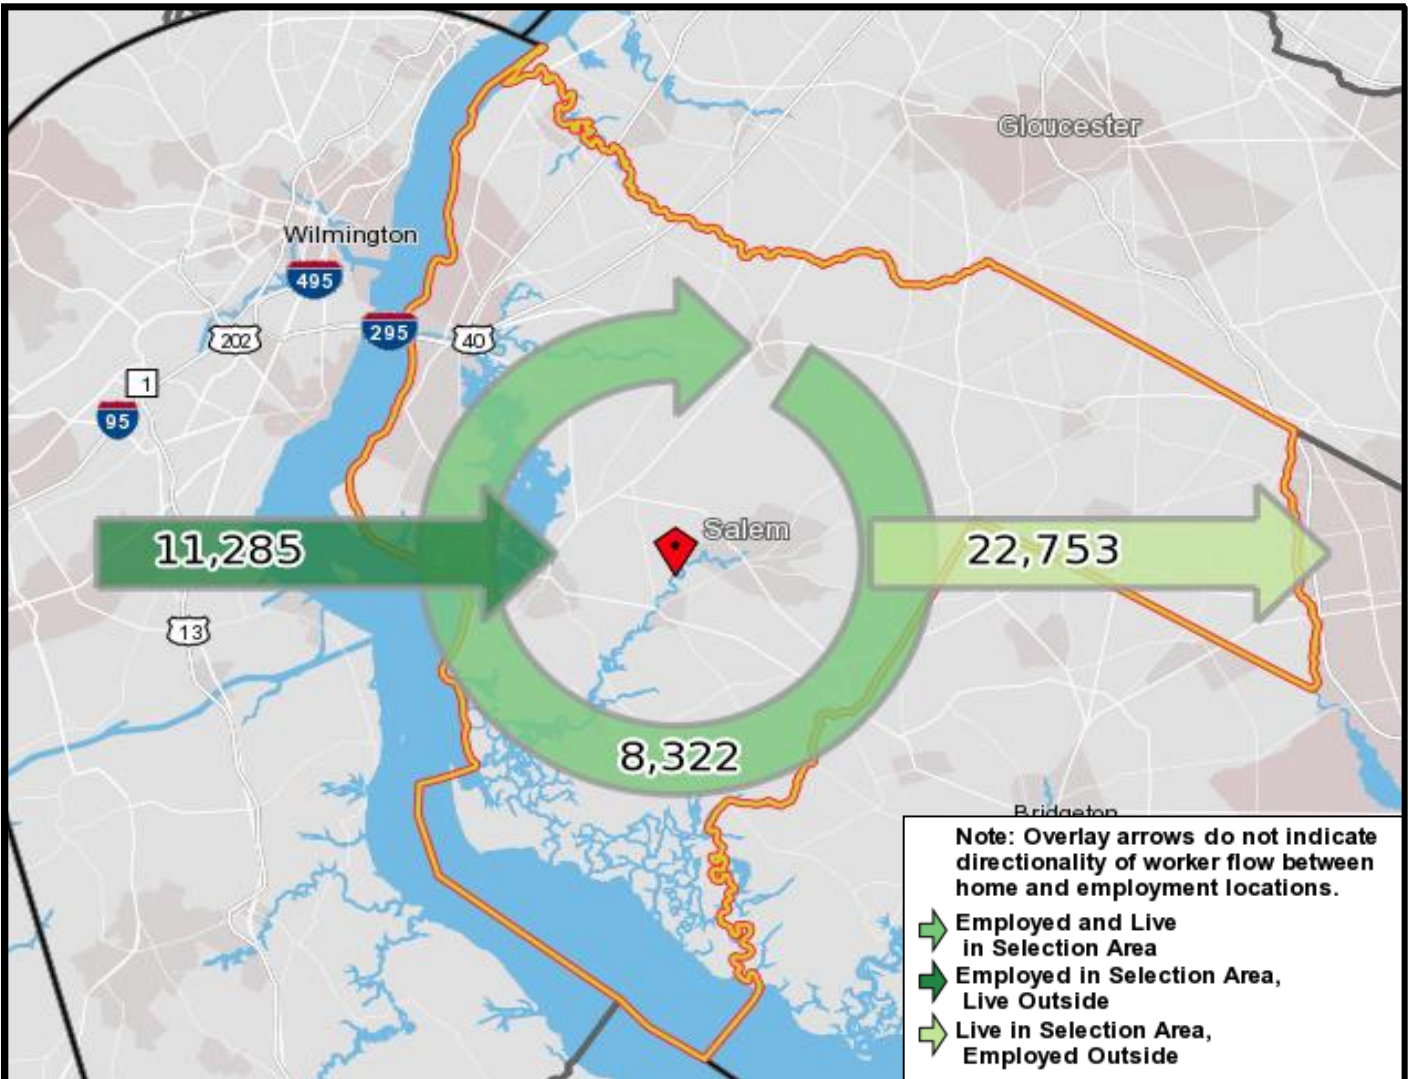 Gloucester
Wilmington
495
295
202
40
1
95
Salem
11,285
22,753
13
8,322
Bridgeton
Note: Overlay arrows do not indicate
directionality of worker flow between
home and employment locations.
Employed and Live
in Selection Area
Employed in Selection Area,
Live Outside
Live in Selection Area,
Employed Outside